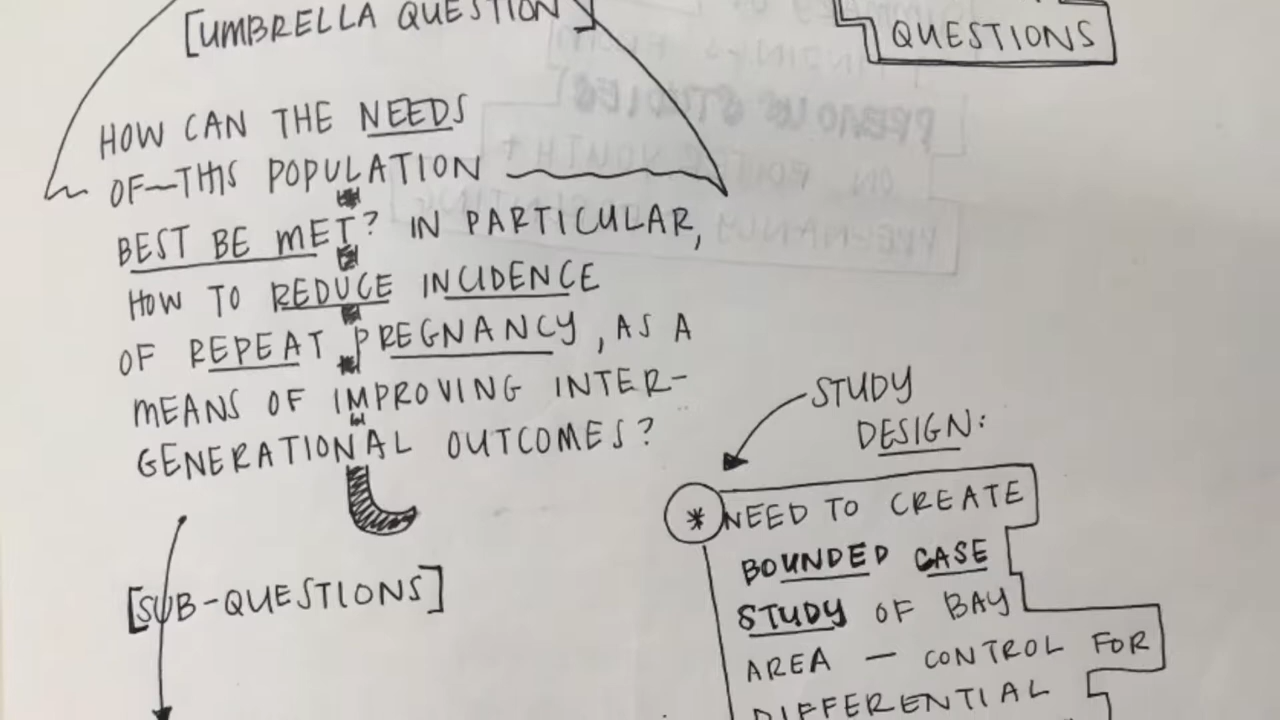 [UMBRELLA QUESTION]
QUESTIONS
HOW CAN THE NEEDS
OF THIS POPULATION
BEST BE MET? IN PARTICULAR,
HOW TO REDUCE INCIDENCE
OF REPEAT PREGNANCY, AS A
MEANS OF IMPROVING INTER-
GENERATIONAL OUTCOMES?
[SUB-QUESTIONS]
STUDY
DESIGN:
* NEED TO CREATE
BOUNDED CASE
STUDY OF BAY
AREA — CONTROL FOR
DIFFERENTIAL